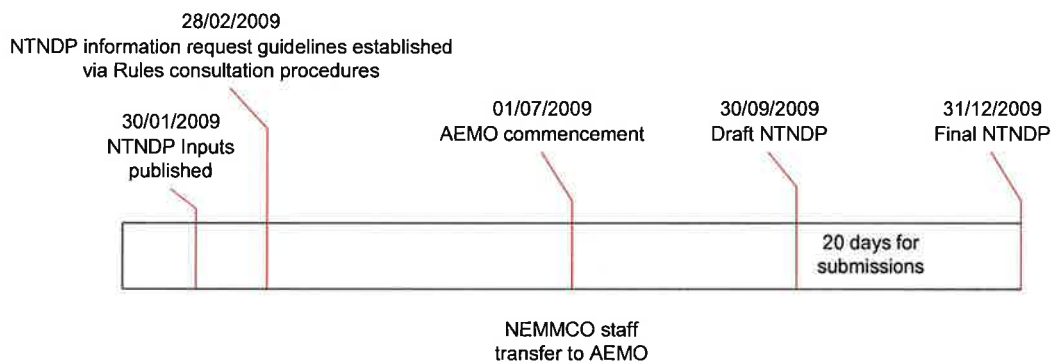 28/02/2009
NTNDP information request guidelines established
via Rules consultation procedures
30/01/2009
NTNDP Inputs
published
01/07/2009
AEMO commencement
30/09/2009
Draft NTNDP
31/12/2009
Final NTNDP
20 days for
submissions
NEMMCO staff
transfer to AEMO